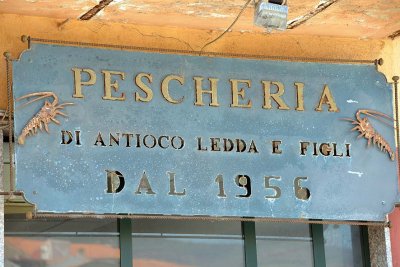 PESCHERIA
DI ANTIOCO LEDDA E FIGLI
DAL 1956